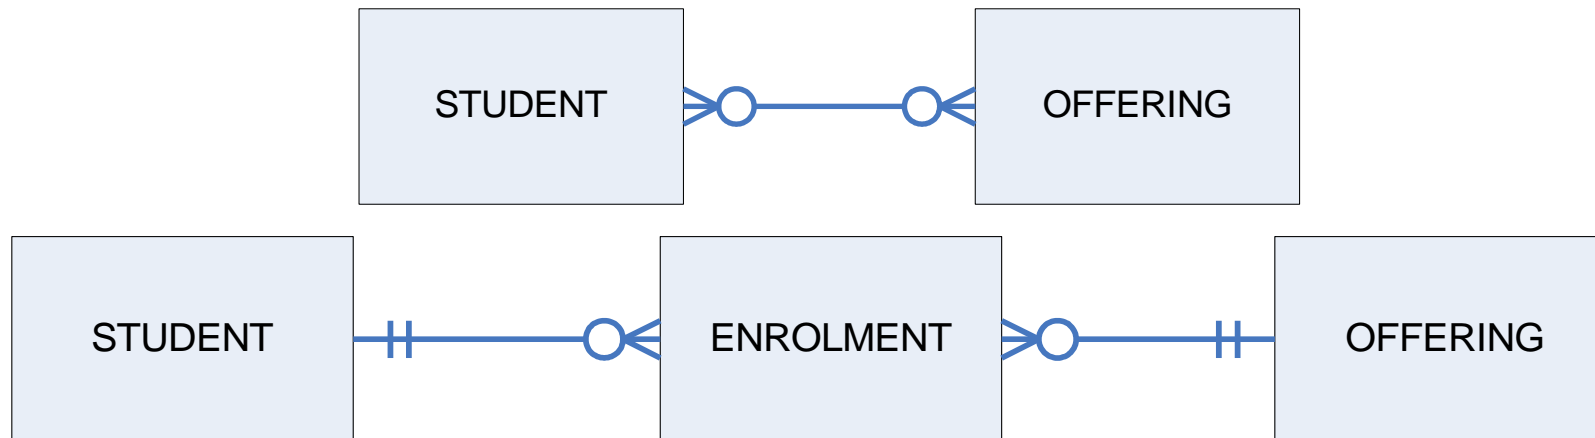 STUDENT
OFFERING
STUDENT
ENROLMENT
OFFERING